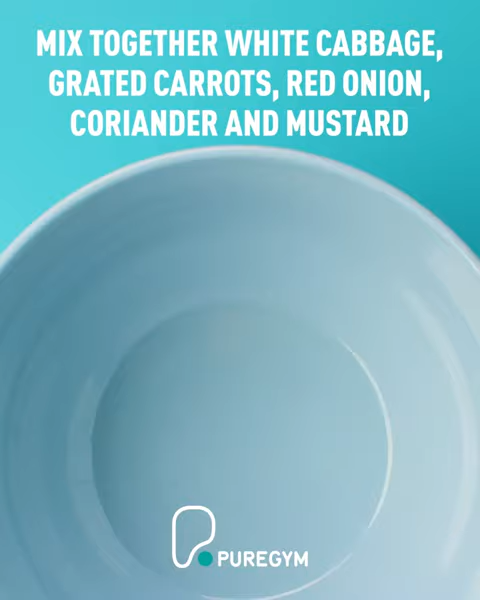 MIX TOGETHER WHITE CABBAGE,
GRATED CARROTS, RED ONION,
CORIANDER AND MUSTARD
PUREGYM